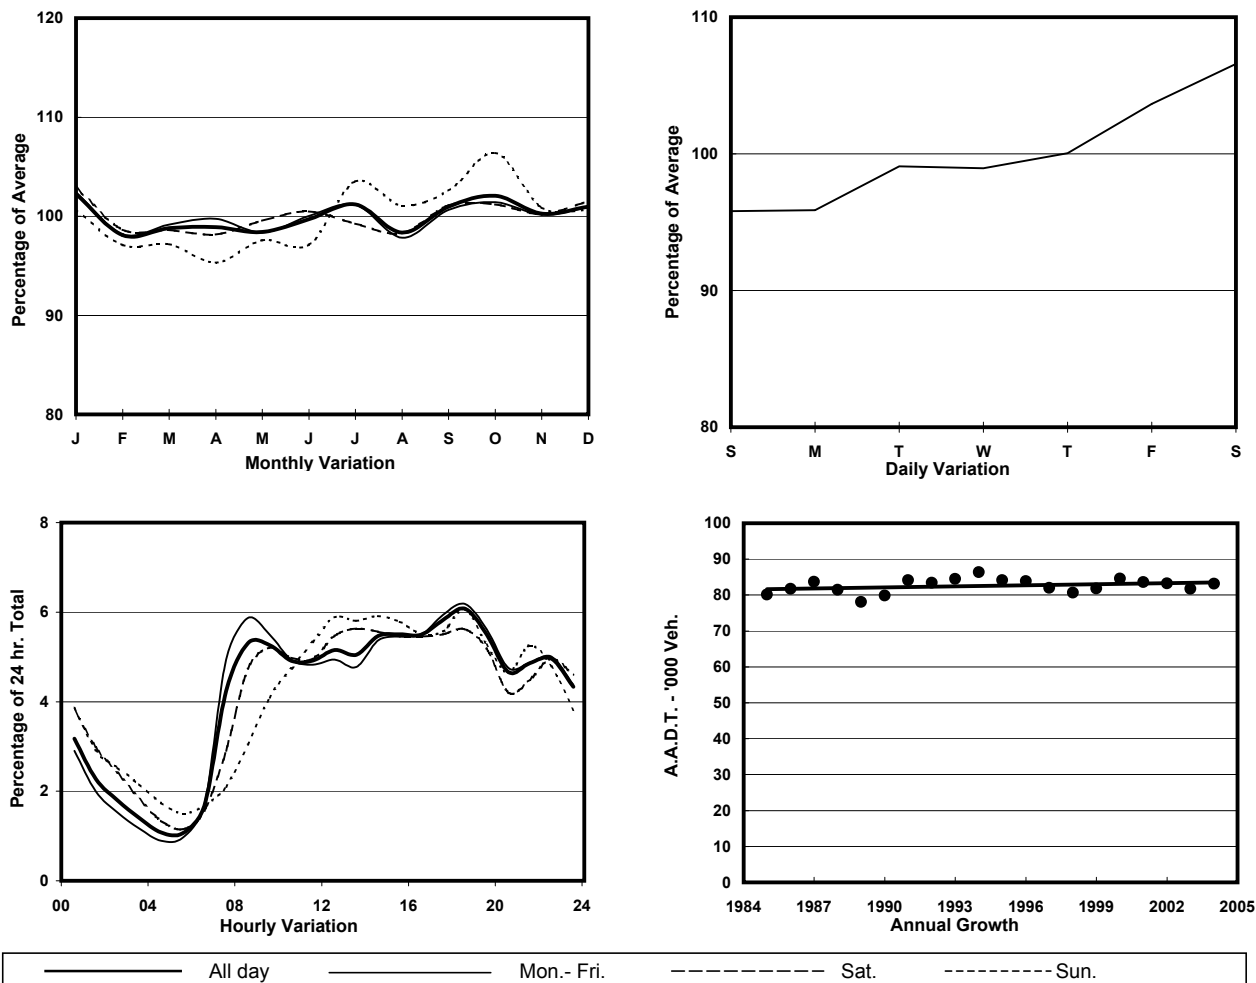 120
110
100
90
80
Percentage of Average
J F M A M J J A S O N D
Monthly Variation
110
100
90
80
Percentage of Average
S M T W T F S
Daily Variation
8
6
4
2
0
Percentage of 24 hr. Total
00 04 08 12 16 20 24
Hourly Variation
100
90
80
70
60
50
40
30
20
10
0
A.A.D.T. - '000 Veh.
1984 1987 1990 1993 1996 1999 2002 2005
Annual Growth
All day Mon.- Fri. Sat. Sun.